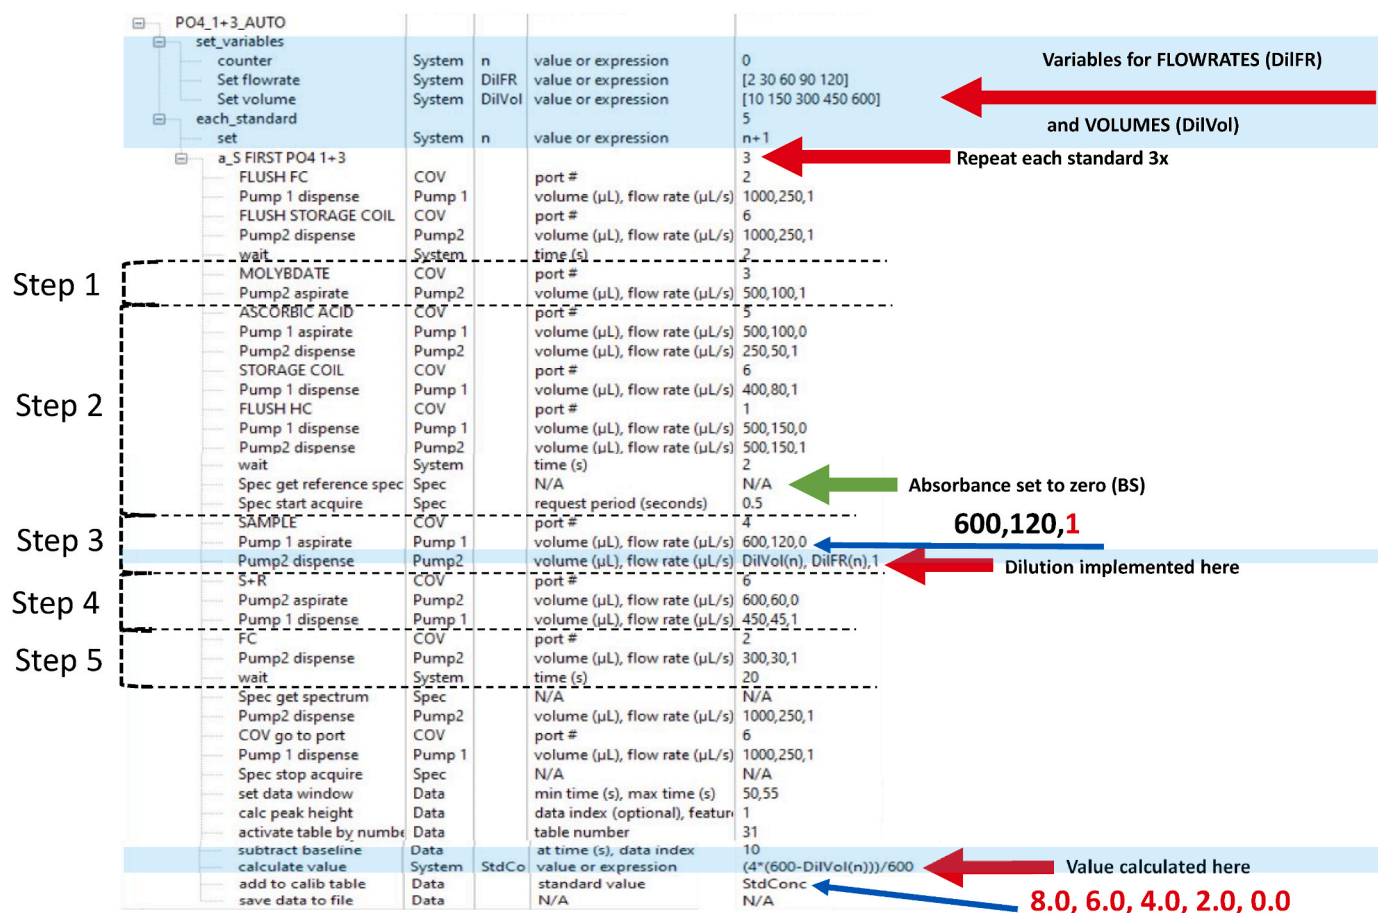 PO4_1+3_AUTO
set_variables
counter System n value or expression 0 Variables for FLOWRATES (DilFR)
Set flowrate System DilFR value or expression [2 30 60 90 120]
Set volume System DilVol value or expression [10 150 300 450 600]
each_standard 5 and VOLUMES (DilVol)
set System n value or expression n+1
a_S FIRST PO4 1+3 3 Repeat each standard 3x
FLUSH FC COV port # 2
Pump 1 dispense Pump 1 volume (µL), flow rate (µL/s) 1000,250,1
FLUSH STORAGE COIL COV port # 6
Pump2 dispense Pump2 volume (µL), flow rate (µL/s) 1000,250,1
wait System time (s) 2
Step 1
MOLYBDATE COV port # 3
Pump2 aspirate Pump2 volume (µL), flow rate (µL/s) 500,100,1
ASCORBIC ACID COV port # 5
Pump 1 aspirate Pump 1 volume (µL), flow rate (µL/s) 500,100,0
Pump2 dispense Pump2 volume (µL), flow rate (µL/s) 250,50,1
STORAGE COIL COV port # 6
Pump 1 dispense Pump 1 volume (µL), flow rate (µL/s) 400,80,1
Step 2
FLUSH HC COV port # 1
Pump 1 dispense Pump 1 volume (µL), flow rate (µL/s) 500,150,0
Pump2 dispense Pump2 volume (µL), flow rate (µL/s) 500,150,1
wait System time (s) 2
Spec get reference spec Spec N/A N/A Absorbance set to zero (BS)
Spec start acquire Spec request period (seconds) 0.5
SAMPLE COV port # 4 600,120,1
Step 3
Pump 1 aspirate Pump 1 volume (µL), flow rate (µL/s) 600,120,0
Pump2 dispense Pump2 volume (µL), flow rate (µL/s) DilVol(n), DilFR(n),1 Dilution implemented here
S+R COV port # 6
Step 4
Pump2 aspirate Pump2 volume (µL), flow rate (µL/s) 600,60,0
Pump 1 dispense Pump 1 volume (µL), flow rate (µL/s) 450,45,1
FC COV port # 2
Step 5
Pump2 dispense Pump2 volume (µL), flow rate (µL/s) 300,30,1
wait System time (s) 20
Spec get spectrum Spec N/A N/A
Pump2 dispense Pump2 volume (µL), flow rate (µL/s) 1000,250,1
COV go to port COV port # 6
Pump 1 dispense Pump 1 volume (µL), flow rate (µL/s) 1000,250,1
Spec stop acquire Spec N/A N/A
set data window Data min time (s), max time (s) 50,55
calc peak height Data data index (optional), featur 1
activate table by numbe Data table number 31
subtract baseline Data at time (s), data index 10
calculate value System StdCo value or expression (4*(600-DilVol(n)))/600 Value calculated here
add to calib table Data standard value StdConc
save data to file Data N/A N/A 8.0, 6.0, 4.0, 2.0, 0.0